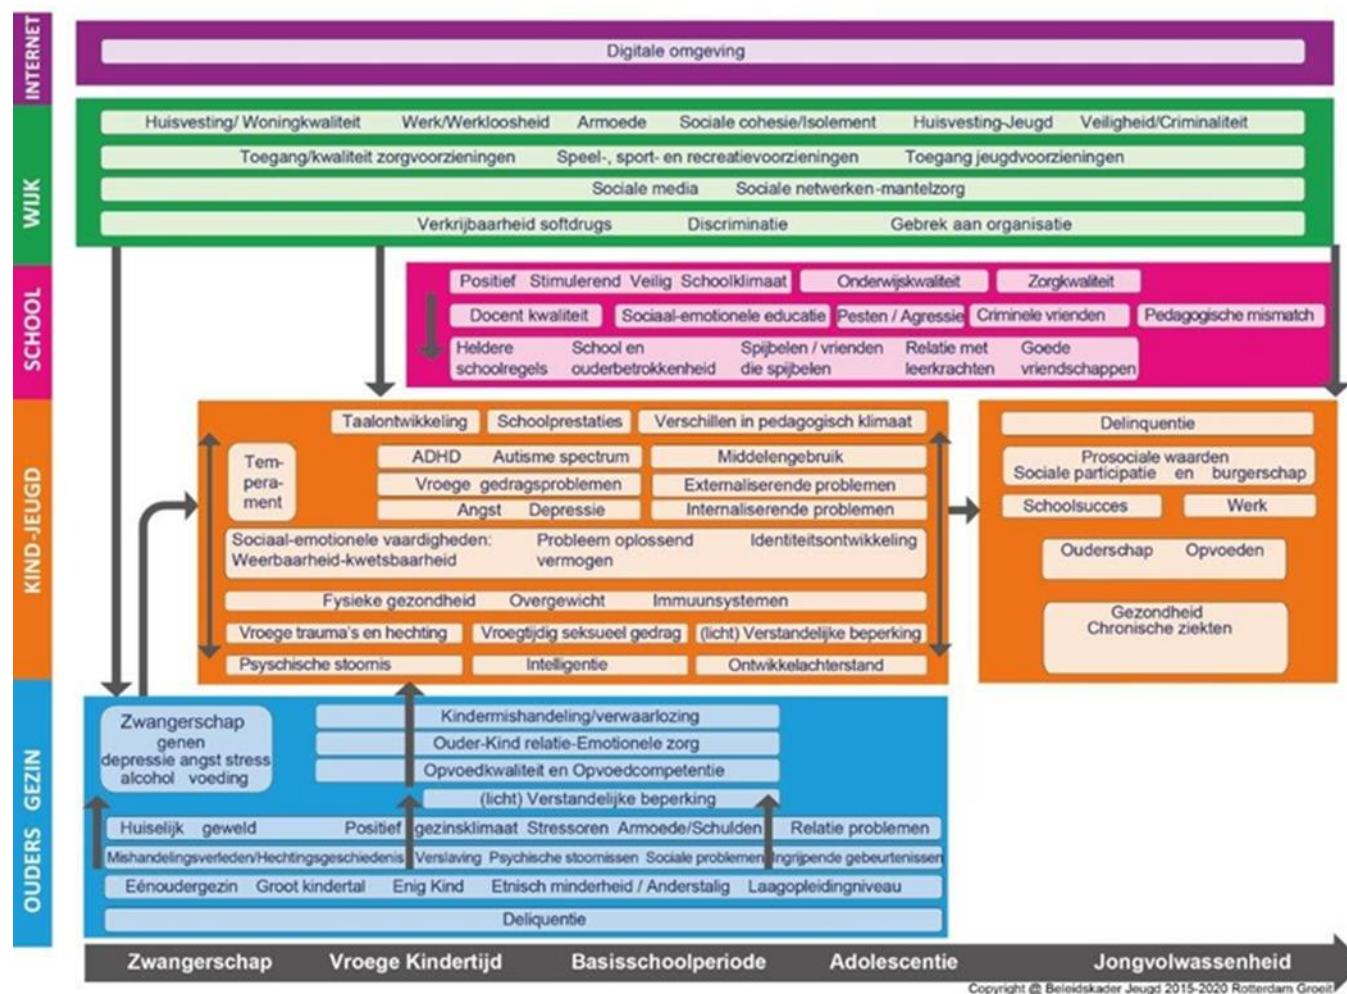 INTERNET
Digitale omgeving
WIJK
Huisvesting/ Woningkwaliteit Werk/Werkloosheid Armoede Sociale cohesie/Isolement Huisvesting-Jeugd Veiligheid/Criminaliteit
Toegang/kwaliteit zorgvoorzieningen Speel-, sport- en recreatievoorzieningen Toegang jeugdvoorzieningen
Sociale media Sociale netwerken-mantelzorg
Verkrijbaarheid softdrugs Discriminatie Gebrek aan organisatie
SCHOOL
Positief Stimulerend Veilig Schoolklimaat Onderwijskwaliteit Zorgkwaliteit
Docent kwaliteit Sociaal-emotionele educatie Pesten / Agressie Criminele vrienden Pedagogische mismatch
Heldere School en Spijbelen / vrienden Relatie met Goede
schoolregels ouderbetrokkenheid die spijbelen leerkrachten vriendschappen
KIND-JEUGD
Taalontwikkeling Schoolprestaties Verschillen in pedagogisch klimaat
Tem-
pera-
ment
ADHD Autisme spectrum Middelengebruik
Vroege gedragsproblemen Externaliserende problemen
Angst Depressie Internaliserende problemen
Sociaal-emotionele vaardigheden: Probleem oplossend Identiteitsontwikkeling
Weerbaarheid-kwetsbaarheid vermogen
Fysieke gezondheid Overgewicht Immuunsystemen
Vroege trauma's en hechting Vroegtijdig seksueel gedrag (licht) Verstandelijke beperking
Psyschische stoornis Intelligentie Ontwikkelachterstand
Delinquentie
Prosociale waarden
Sociale participatie en burgerschap
Schoolsucces Werk
Ouderschap Opvoeden
Gezondheid
Chronische ziekten
OUDERS GEZIN
Zwangerschap
genen
depressie angst stress
alcohol voeding
Kindermishandeling/verwaarlozing
Ouder-Kind relatie-Emotionele zorg
Opvoedkwaliteit en Opvoedcompetentie
(licht) Verstandelijke beperking
Huiselijk geweld Positief gezinsklimaat Stressoren Armoede/Schulden Relatie problemen
Mishandelingsverleden/Hechtingsgeschiedenis Verslaving Psychische stoornissen Sociale problemen Ingrijpende gebeurtenissen
Eénoudergezin Groot kindertal Enig Kind Etnisch minderheid / Anderstalig Laagopleidingniveau
Deliquentie
Zwangerschap Vroege Kindertijd Basisschoolperiode Adolescentie Jongvolwassenheid
Copyright @ Beleidskader Jeugd 2015-2020 Rotterdam Groeit